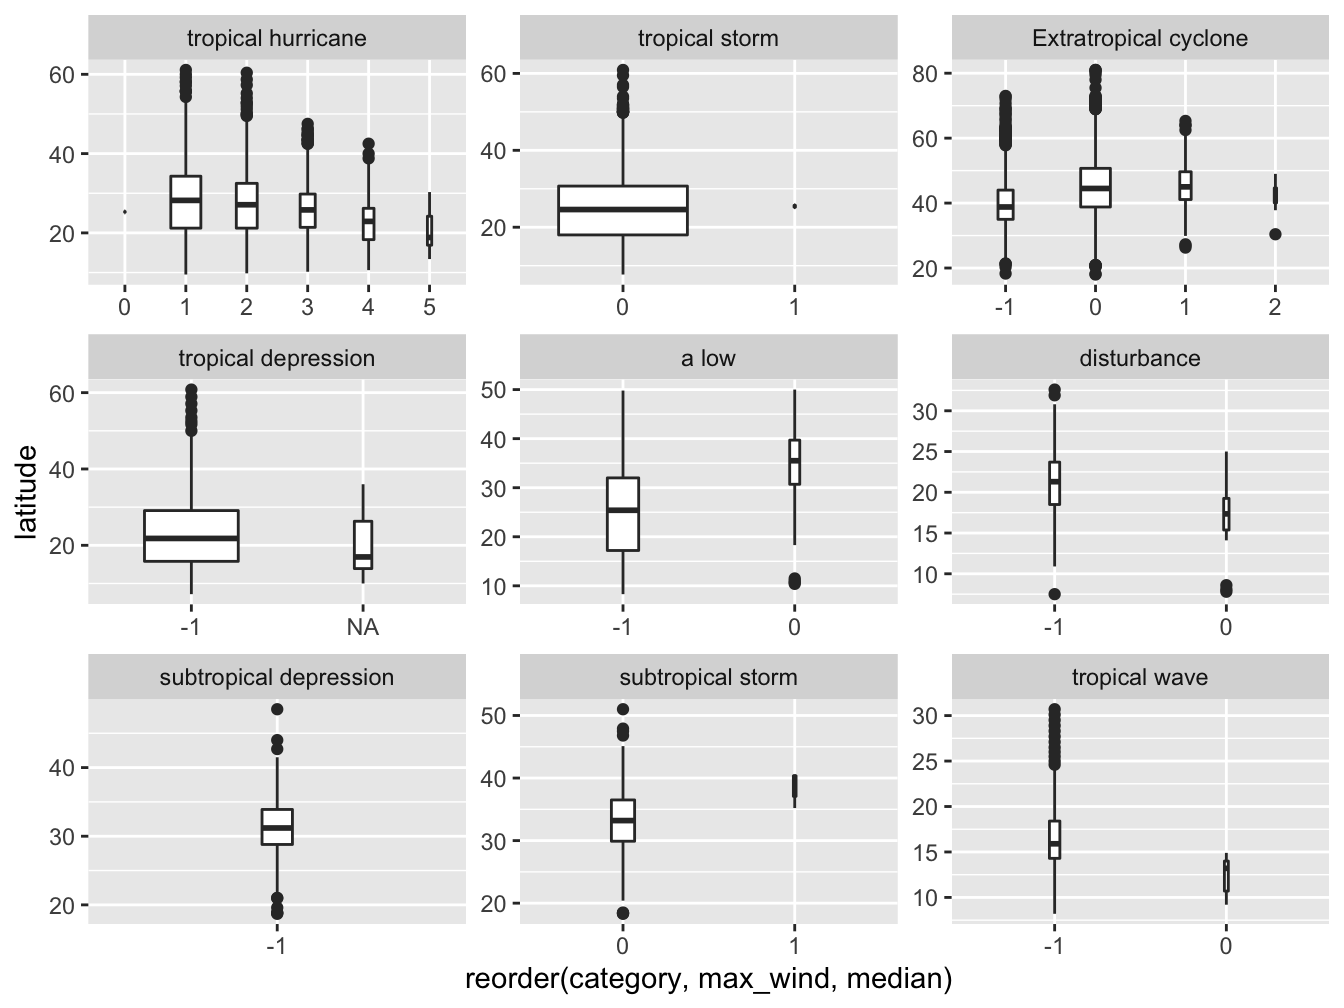 tropical hurricane
tropical storm
Extratropical cyclone
60
40
20
0 1 2 3 4 5
60
40
20
0 1
80
60
40
20
-1 0 1 2
tropical depression
a low
disturbance
60
40
20
-1 NA
50
40
30
20
10
-1 0
30
25
20
15
10
-1 0
subtropical depression
subtropical storm
tropical wave
40
30
20
-1
50
40
30
20
0 1
30
25
20
15
10
-1 0
latitude
reorder(category, max_wind, median)